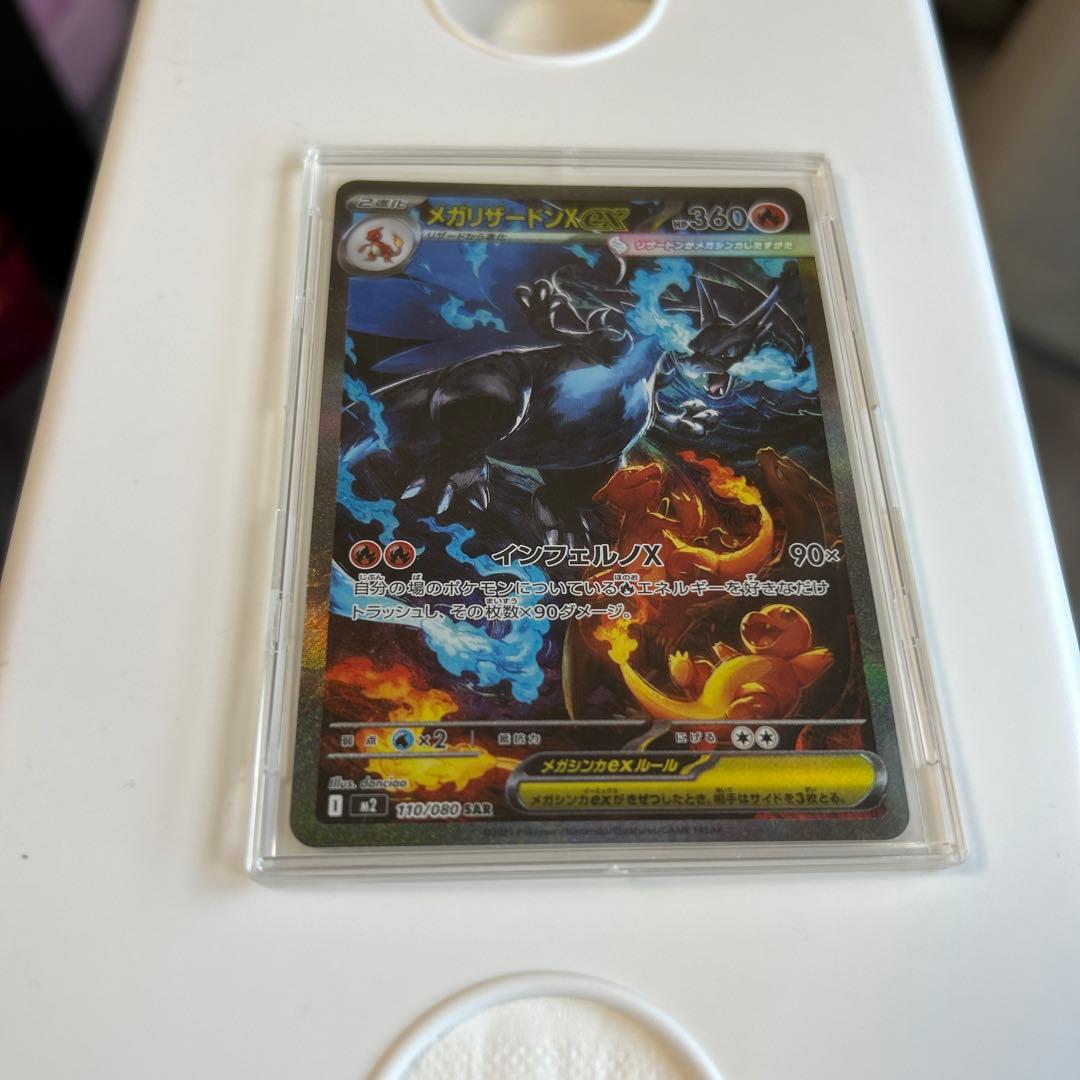 2進化
メガリザードンXex
HP360
リザードから進化
リザードンがメガシンカしたすがた
インフェルノX
90×
自分の場のポケモンについている エネルギーを好きなだけ
トラッシュし、その枚数×90ダメージ。
弱点 ×2 抵抗力 にげる
メガシンカexルール
メガシンカexがきぜつしたとき、相手はサイドを3枚とる。
Illus. danciao
I M2 110/080 SAR
©2025 Pokémon/Nintendo/Creatures/GAME FREAK